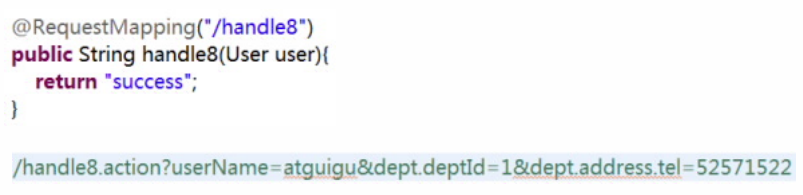 @RequestMapping("/handle8")
public String handle8(User user){
return "success";
}
/handle8.action?userName=atguigu&dept.deptId=1&dept.address.tel=52571522